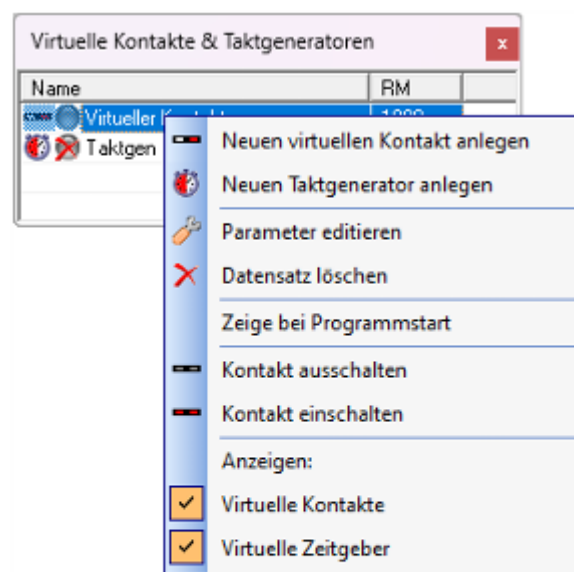 Virtuelle Kontakte & Taktgeneratoren
x
Name RM
Virtueller
Taktgen
Neuen virtuellen Kontakt anlegen
Neuen Taktgenerator anlegen
Parameter editieren
Datensatz löschen
Zeige bei Programmstart
Kontakt ausschalten
Kontakt einschalten
Anzeigen:
Virtuelle Kontakte
Virtuelle Zeitgeber